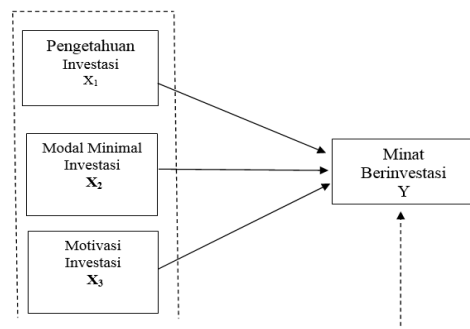 Pengetahuan
Investasi
X₁
Modal Minimal
Investasi
X₂
Motivasi
Investasi
X₃
Minat
Berinvestasi
Y